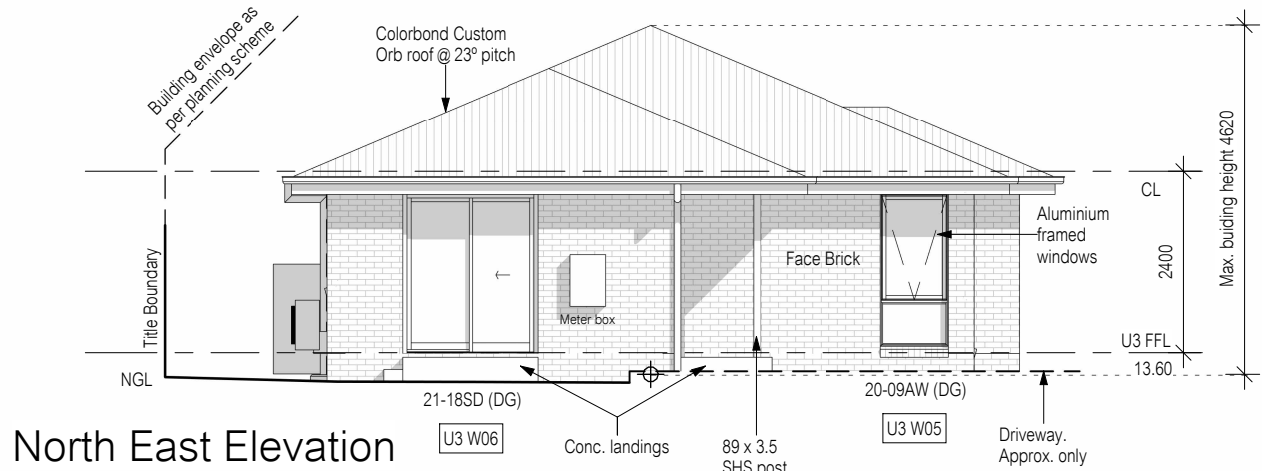 Building envelope as
per planning scheme
Colorbond Custom
Orb roof @ 23º pitch
Max. buiding height 4620
CL
Aluminium
framed
windows
2400
Face Brick
Title Boundary
Meter box
U3 FFL
13.60
NGL
21-18SD (DG)
20-09AW (DG)
U3 W06
U3 W05
Conc. landings
89 x 3.5
SHS post
Driveway.
Approx. only
North East Elevation